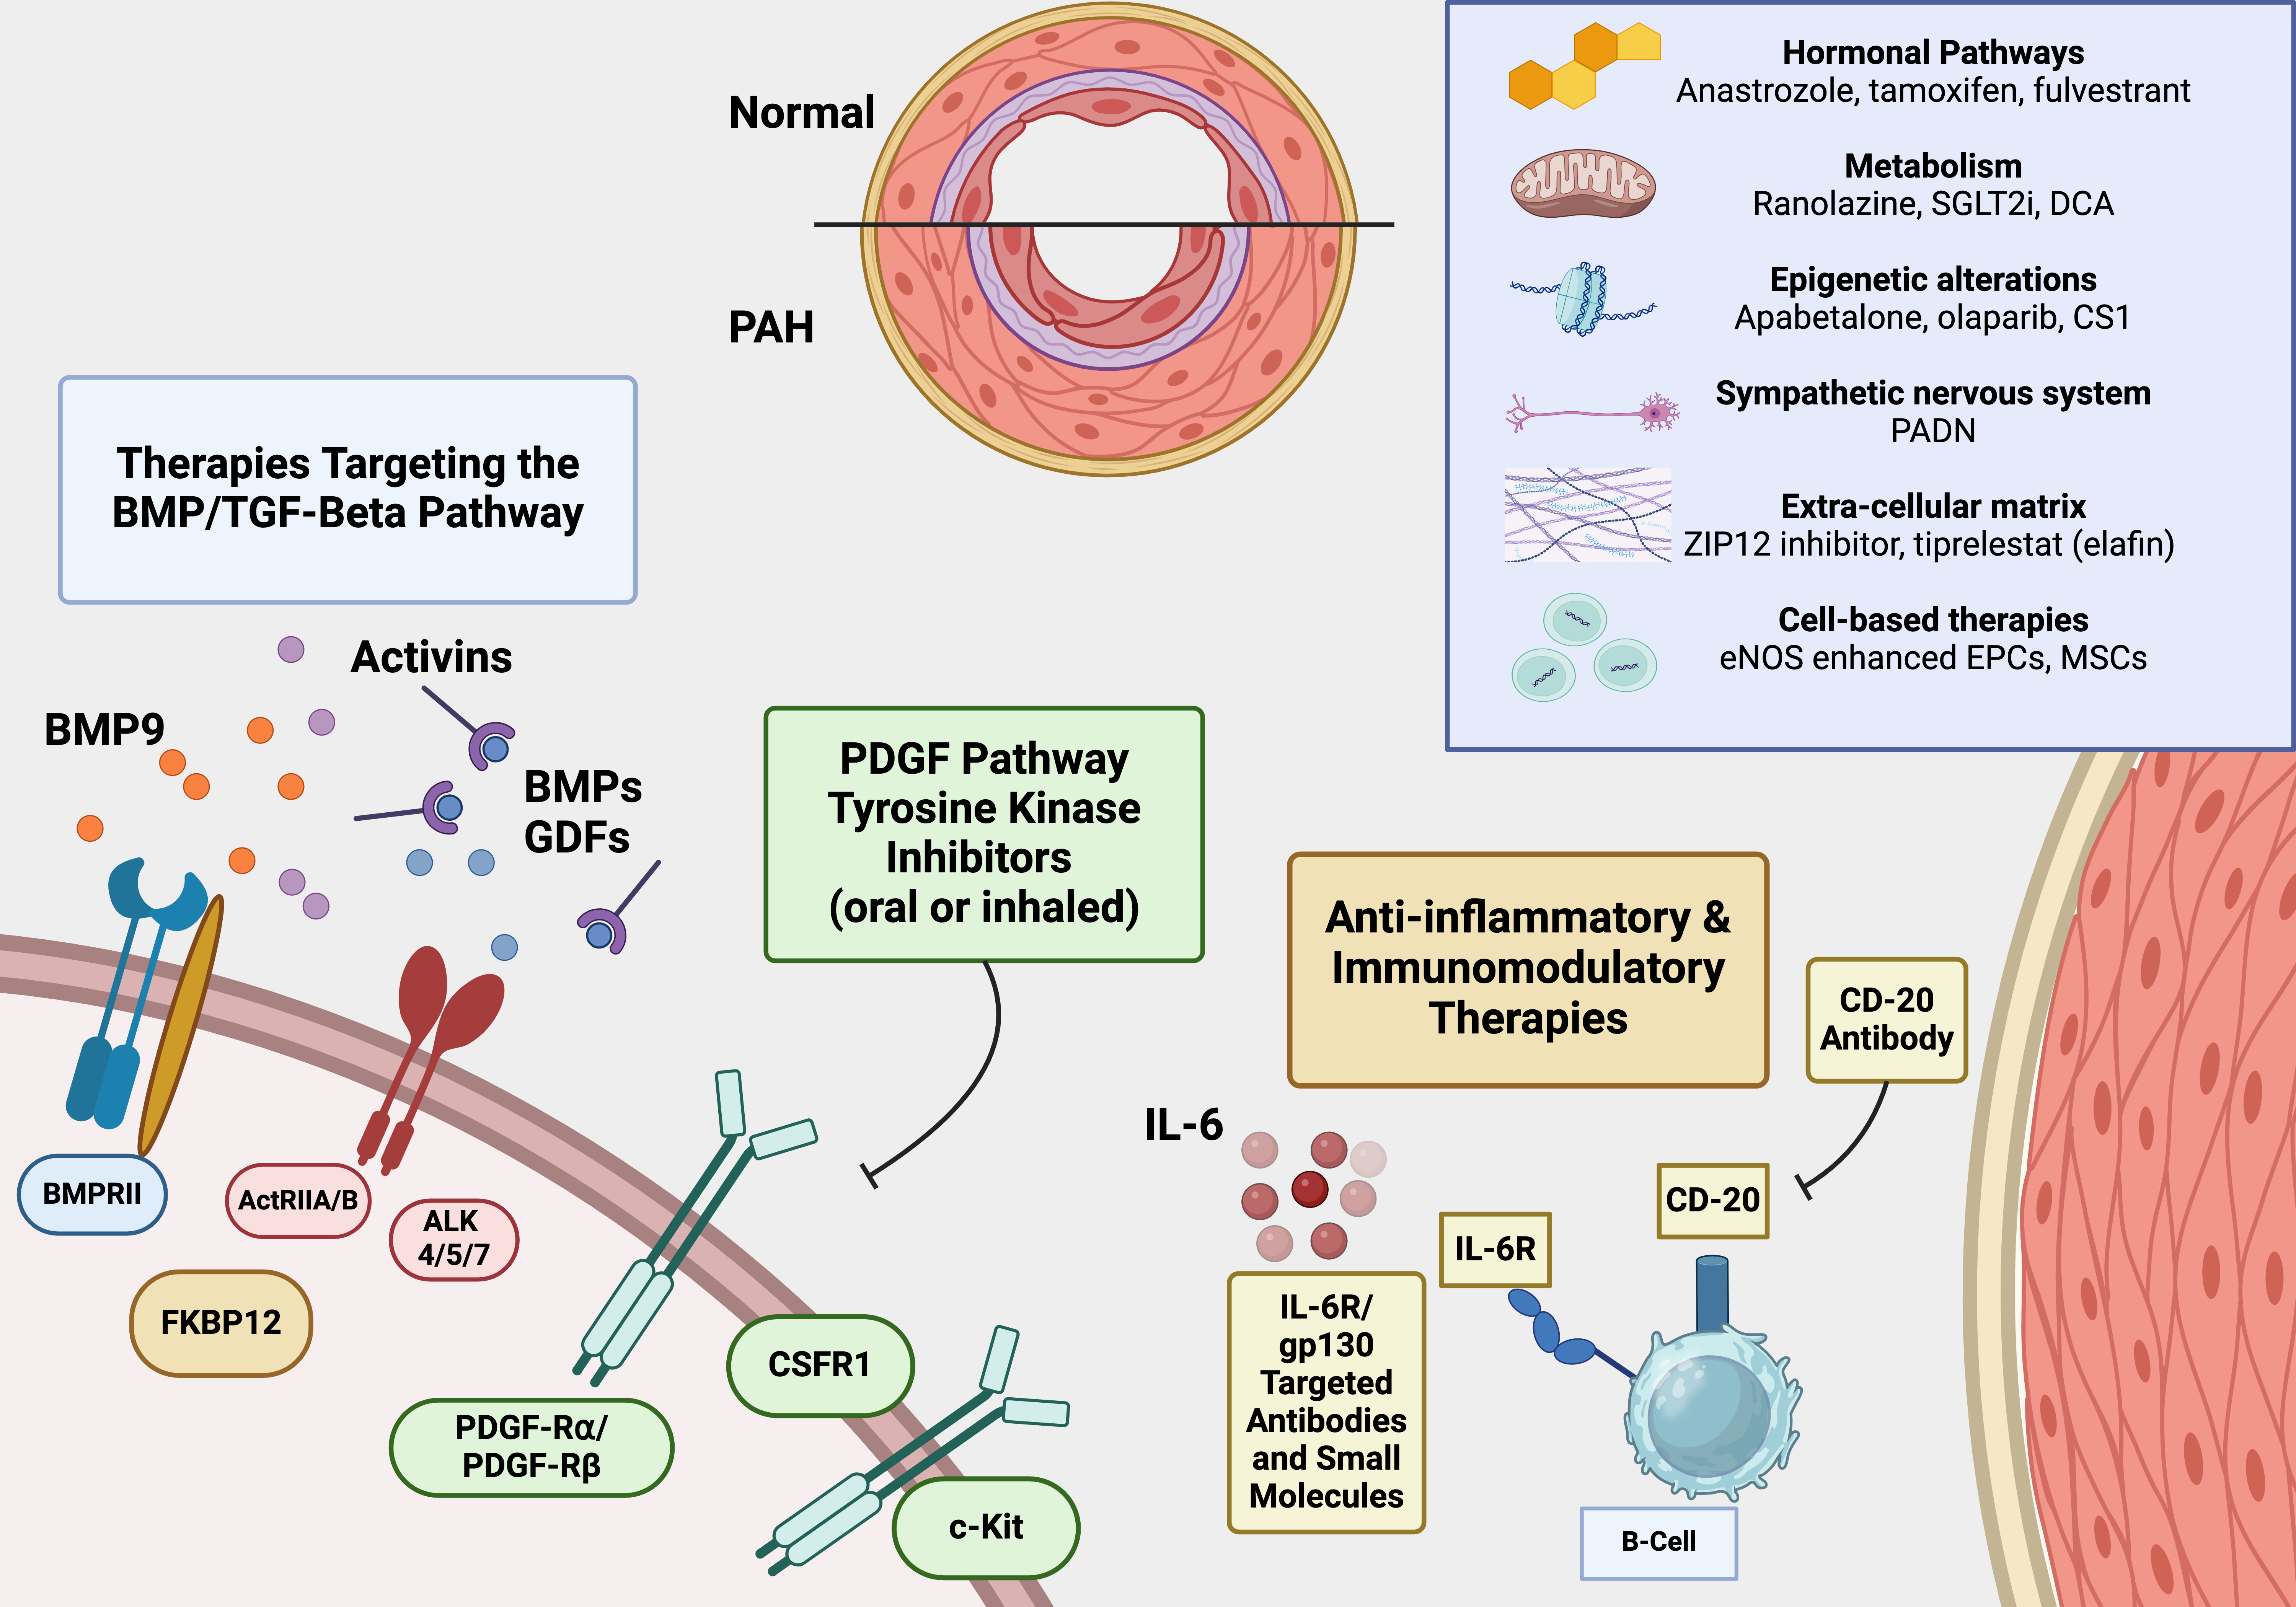 Normal
PAH
Hormonal Pathways
Anastrozole, tamoxifen, fulvestrant
Metabolism
Ranolazine, SGLT2i, DCA
Epigenetic alterations
Apabetalone, olaparib, CS1
Sympathetic nervous system
PADN
Extra-cellular matrix
ZIP12 inhibitor, tiprelestat (elafin)
Cell-based therapies
eNOS enhanced EPCs, MSCs
Therapies Targeting the
BMP/TGF-Beta Pathway
Activins
BMP9
BMPs
GDFs
BMPRII
ActRIIA/B
ALK
4/5/7
FKBP12
PDGF Pathway
Tyrosine Kinase
Inhibitors
(oral or inhaled)
PDGF-Rα/
PDGF-Rβ
CSFR1
c-Kit
Anti-inflammatory &
Immunomodulatory
Therapies
CD-20
Antibody
IL-6
IL-6R
CD-20
IL-6R/
gp130
Targeted
Antibodies
and Small
Molecules
B-Cell